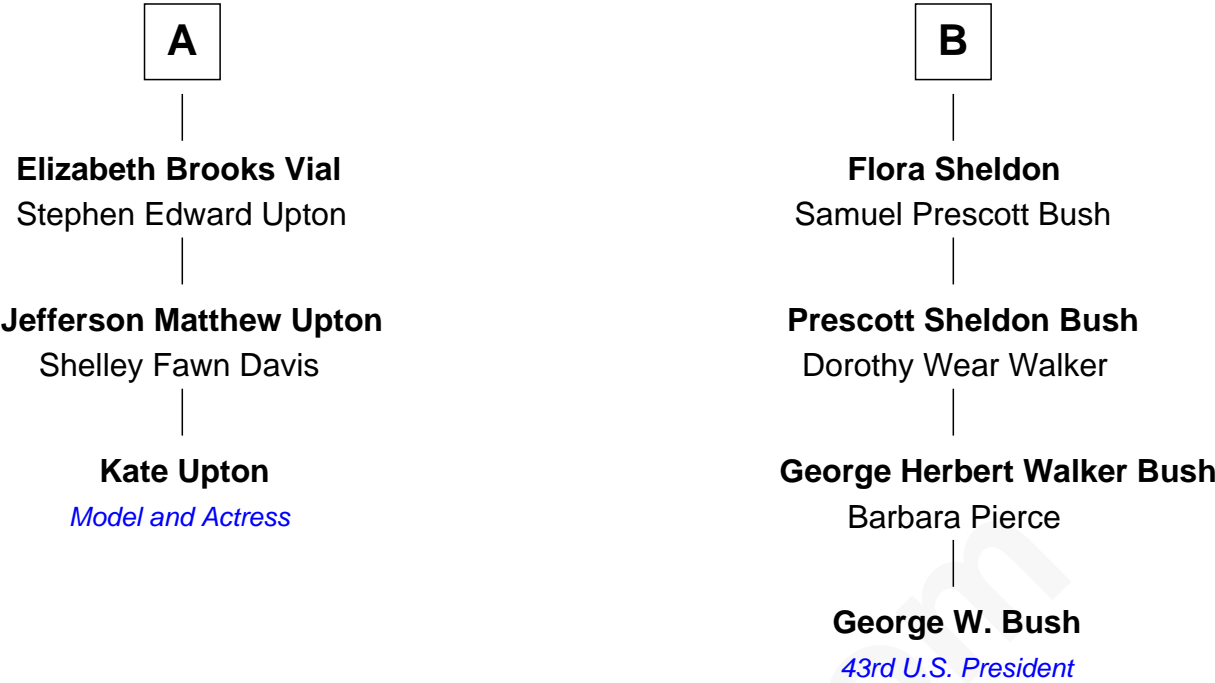 A
Elizabeth Brooks Vial
Stephen Edward Upton
Jefferson Matthew Upton
Shelley Fawn Davis
Kate Upton
Model and Actress
B
Flora Sheldon
Samuel Prescott Bush
Prescott Sheldon Bush
Dorothy Wear Walker
George Herbert Walker Bush
Barbara Pierce
George W. Bush
43rd U.S. President